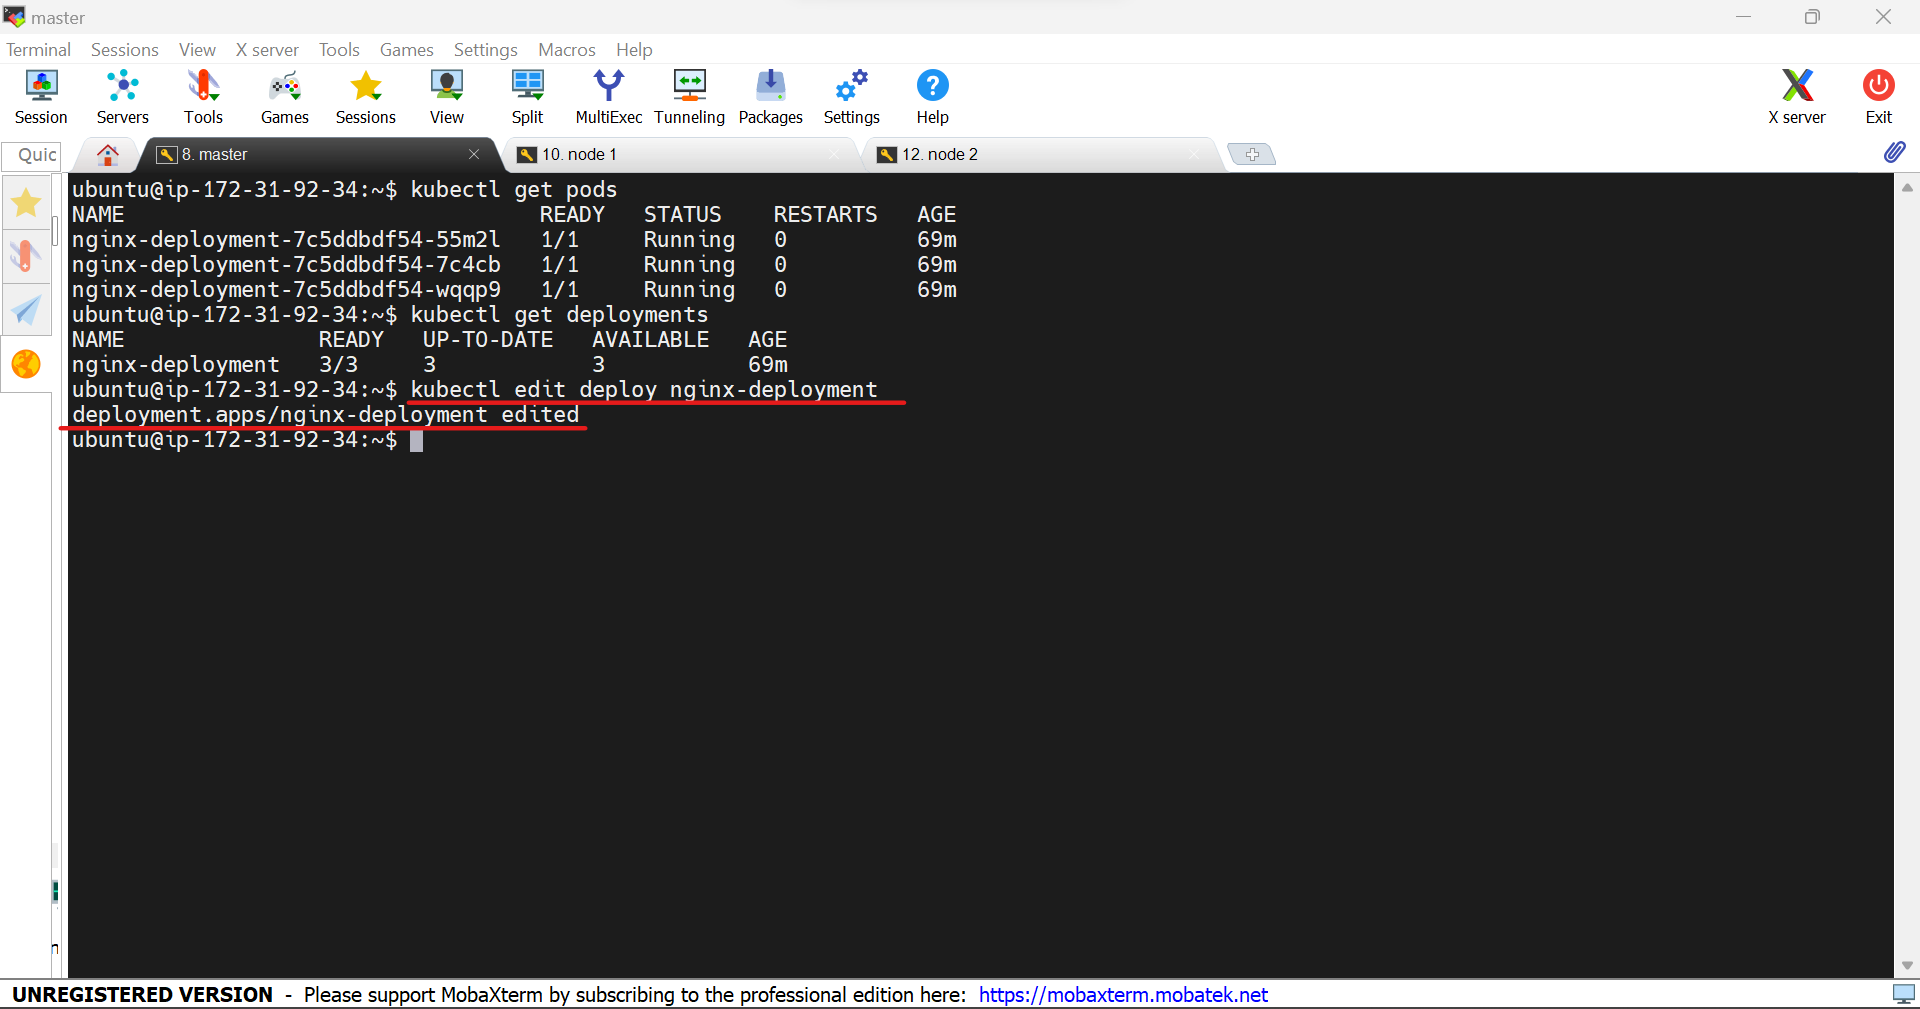 master
Terminal Sessions View X server Tools Games Settings Macros Help
Session Servers Tools Games Sessions View Split MultiExec Tunneling Packages Settings Help X server Exit
Quic 8. master 10. node 1 12. node 2
ubuntu@ip-172-31-92-34:~$ kubectl get pods
NAME READY STATUS RESTARTS AGE
nginx-deployment-7c5ddbdf54-55m2l 1/1 Running 0 69m
nginx-deployment-7c5ddbdf54-7c4cb 1/1 Running 0 69m
nginx-deployment-7c5ddbdf54-wqqp9 1/1 Running 0 69m
ubuntu@ip-172-31-92-34:~$ kubectl get deployments
NAME READY UP-TO-DATE AVAILABLE AGE
nginx-deployment 3/3 3 3 69m
ubuntu@ip-172-31-92-34:~$ kubectl edit deploy nginx-deployment
deployment.apps/nginx-deployment edited
ubuntu@ip-172-31-92-34:~$
UNREGISTERED VERSION - Please support MobaXterm by subscribing to the professional edition here: https://mobaxterm.mobatek.net